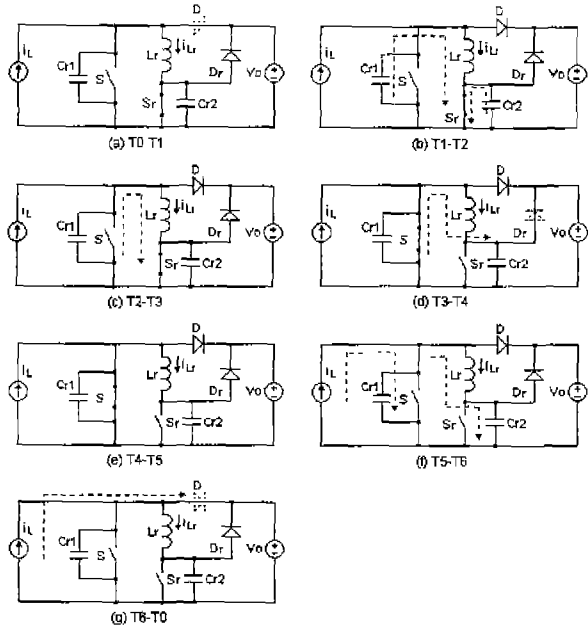 D
iL
Cr1
S
Lr
iLr
Dr
Vo
Sr
Cr2
(a) T0-T1
D
iL
Cr1
S
Lr
iLr
Dr
Vo
Sr
Cr2
(b) T1-T2
D
iL
Cr1
S
Lr
iLr
Dr
Vo
Sr
Cr2
(c) T2-T3
D
iL
Cr1
S
Lr
iLr
Dr
Vo
Sr
Cr2
(d) T3-T4
D
iL
Cr1
S
Lr
iLr
Dr
Vo
Sr
Cr2
(e) T4-T5
D
iL
Cr1
S
Lr
iLr
Dr
Vo
Sr
Cr2
(f) T5-T6
D
iL
Cr1
S
Lr
iLr
Dr
Vo
Sr
Cr2
(g) T6-T0